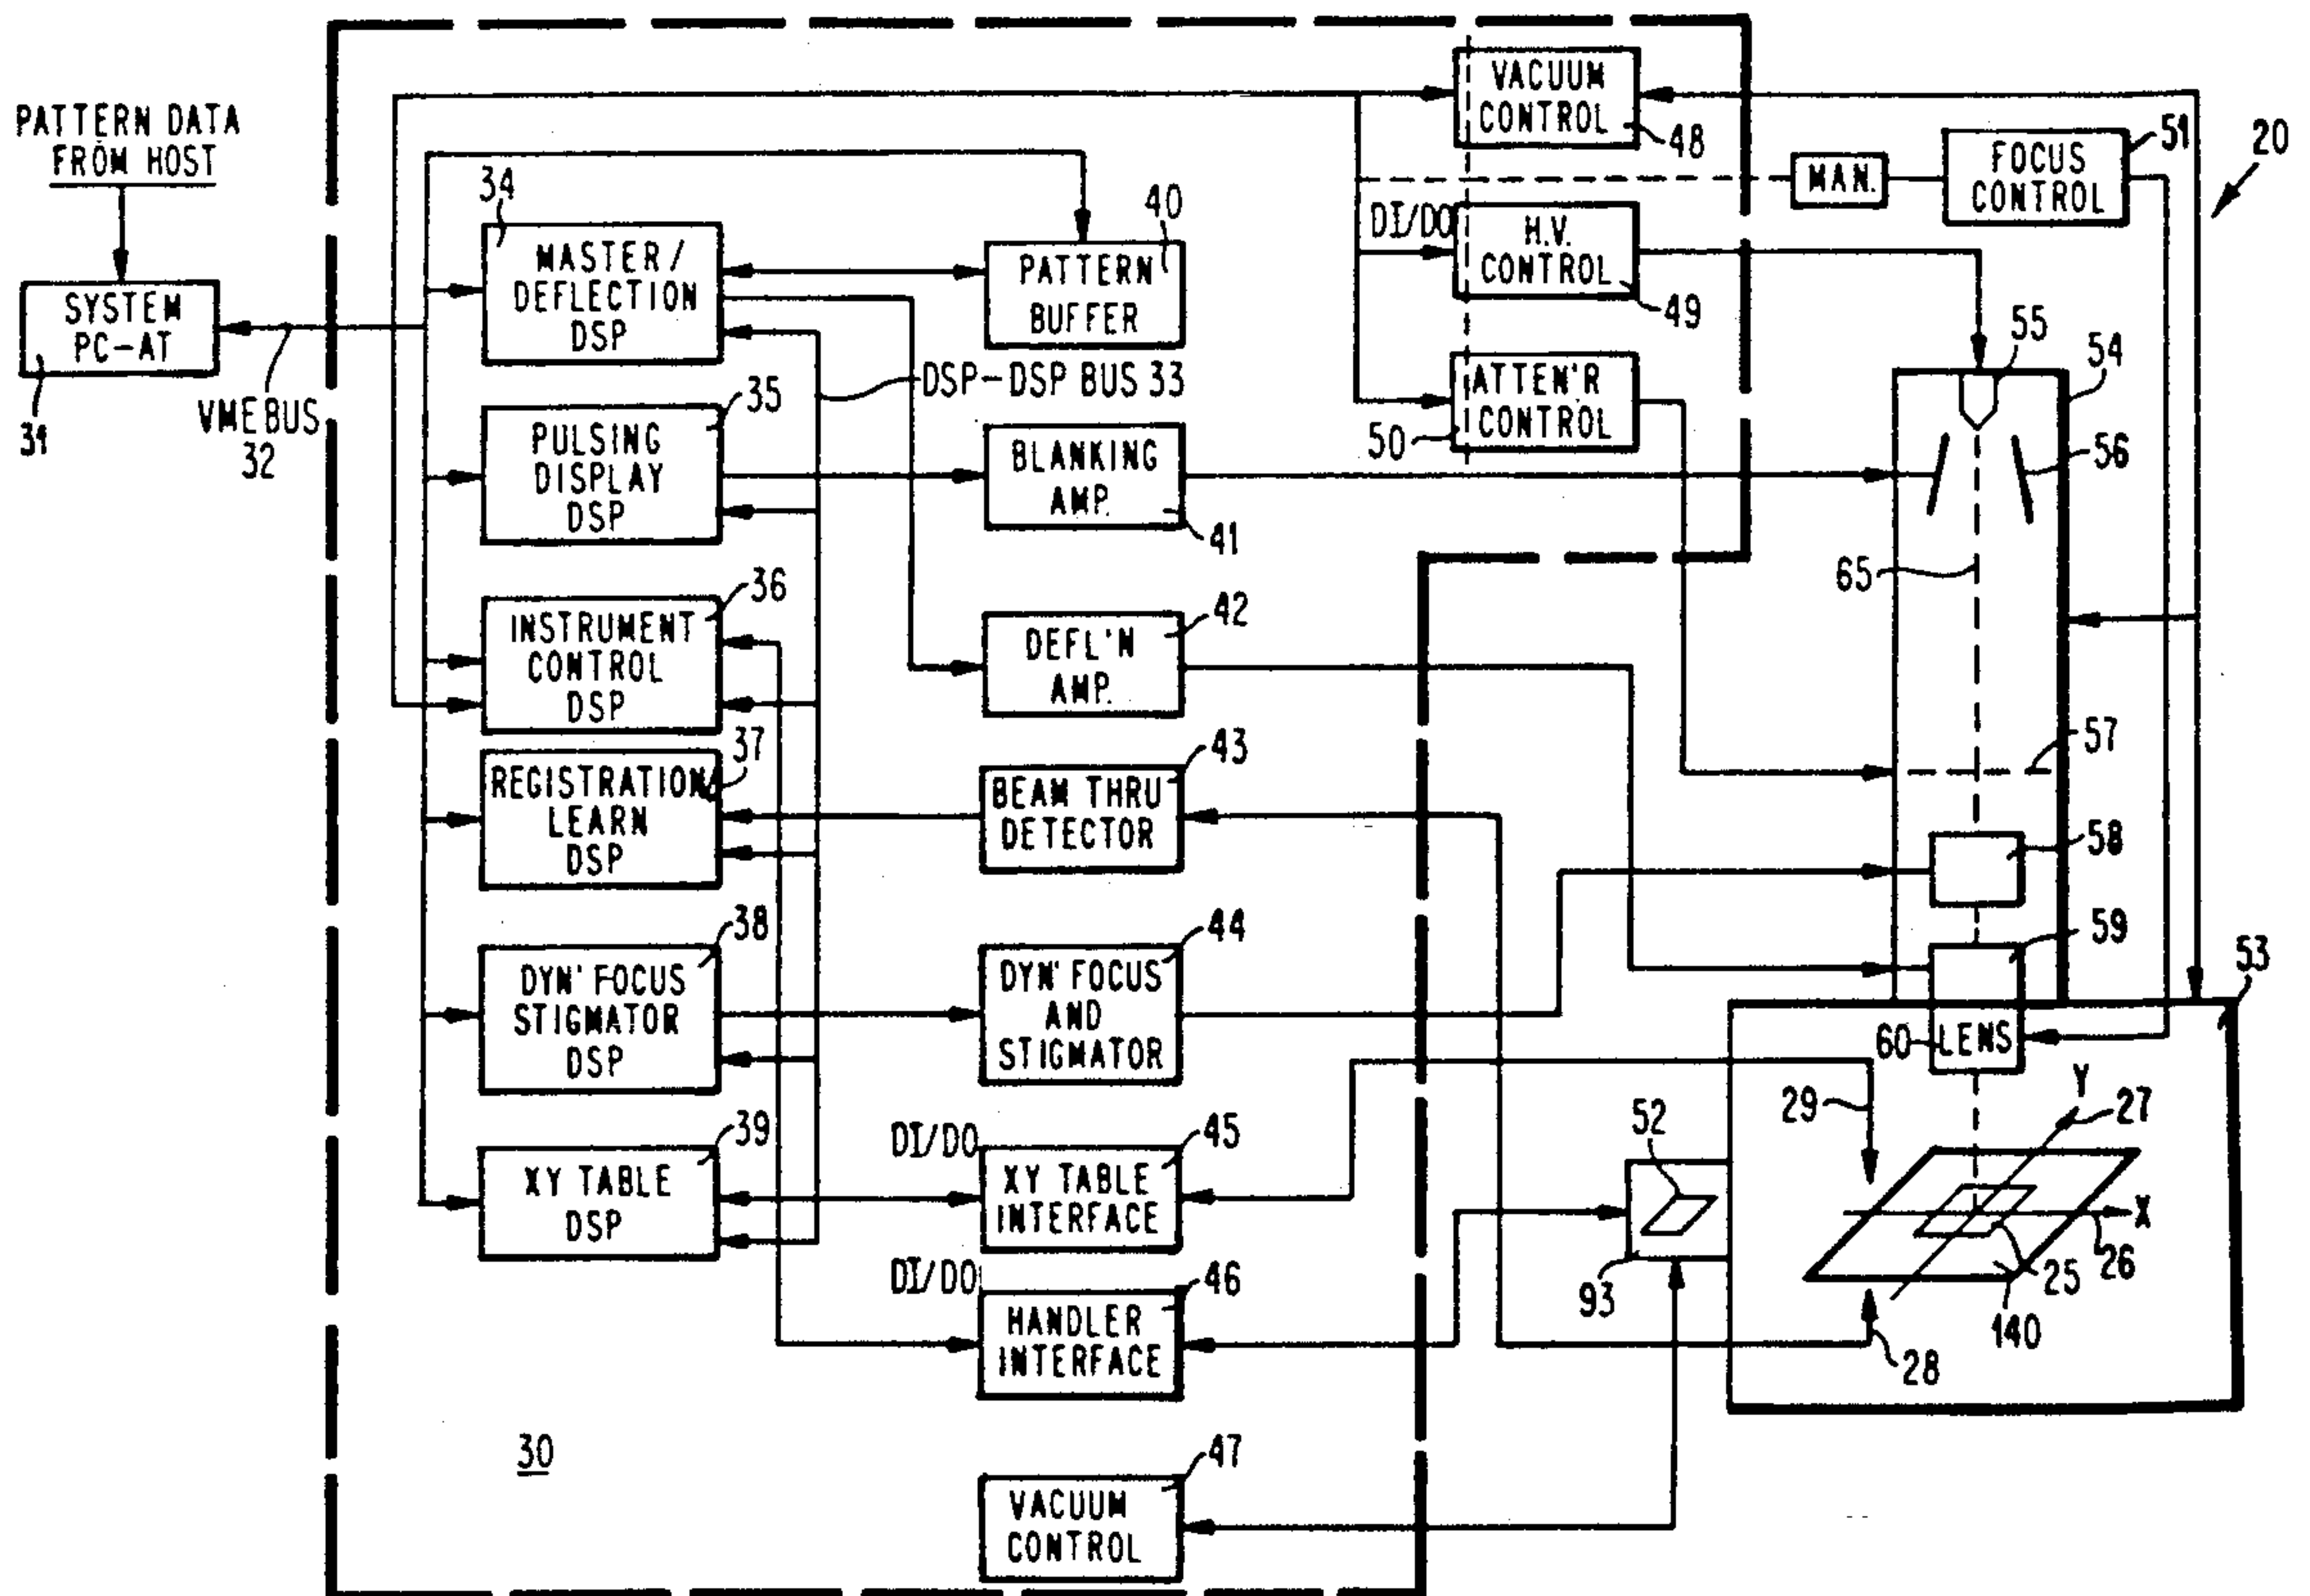 PATTERN DATA
FROM HOST
SYSTEM
PC-AT
31
VME BUS
32
30
34
MASTER/
DEFLECTION
DSP
35
PULSING
DISPLAY
DSP
36
INSTRUMENT
CONTROL
DSP
37
REGISTRATION/
LEARN
DSP
38
DYN' FOCUS
STIGMATOR
DSP
39
XY TABLE
DSP
DSP-DSP BUS 33
40
PATTERN
BUFFER
BLANKING
AMP.
41
42
DEFL'N
AMP.
43
BEAM THRU
DETECTOR
44
DYN' FOCUS
AND
STIGMATOR
DI/DO
45
XY TABLE
INTERFACE
DI/DO
46
HANDLER
INTERFACE
47
VACUUM
CONTROL
VACUUM
CONTROL
48
DI/DO
H.V.
CONTROL
49
ATTEN'R
CONTROL
50
MAN.
FOCUS
CONTROL
51
20
55
54
56
65
57
58
59
53
60
LENS
Y
27
29
52
X
26
25
140
93
28